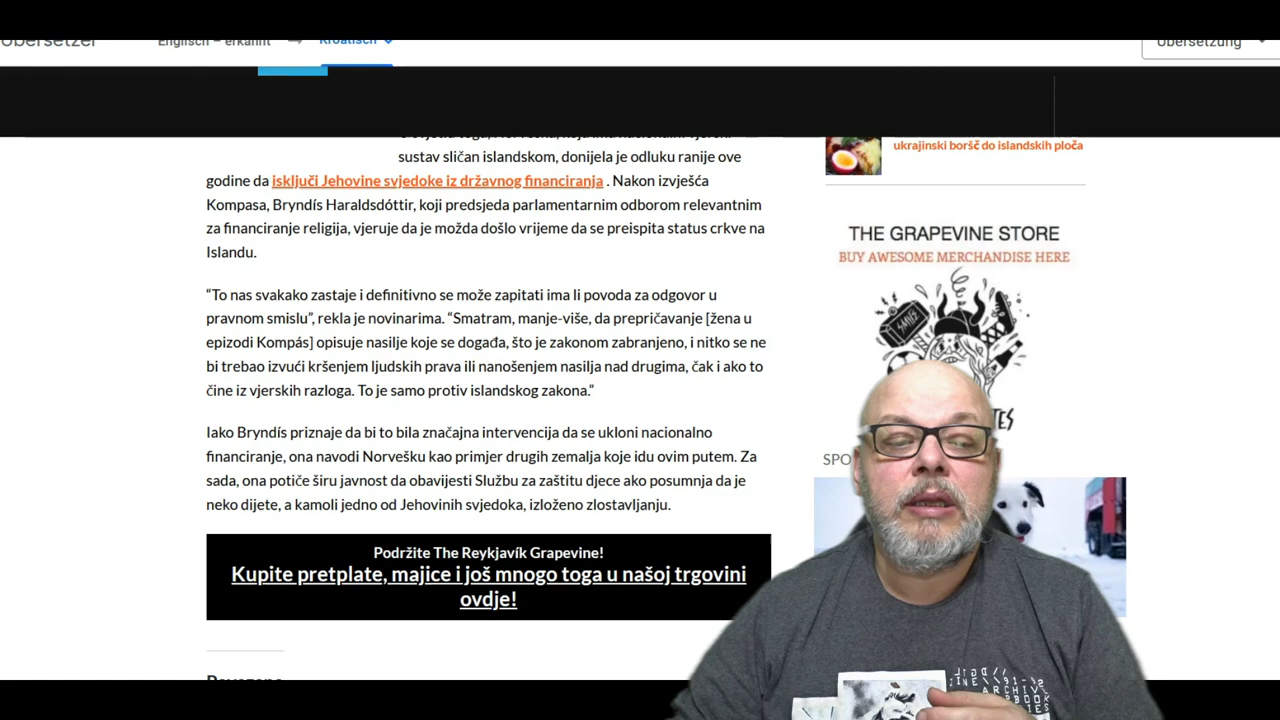 Übersetzer
Englisch – erkannt
Kroatisch
Übersetzung
sustav sličan islandskom, donijela je odluku ranije ove
godine da isključi Jehovine svjedoke iz državnog financiranja . Nakon izvješća
Kompasa, Bryndís Haraldsdóttir, koji predsjeda parlamentarnim odborom relevantnim
za financiranje religija, vjeruje da je možda došlo vrijeme da se preispita status crkve na
Islandu.
“To nas svakako zastaje i definitivno se može zapitati ima li povoda za odgovor u
pravnom smislu”, rekla je novinarima. “Smatram, manje-više, da prepričavanje [žena u
epizodi Kompás] opisuje nasilje koje se događa, što je zakonom zabranjeno, i nitko se ne
bi trebao izvući kršenjem ljudskih prava ili nanošenjem nasilja nad drugima, čak i ako to
čine iz vjerskih razloga. To je samo protiv islandskog zakona.”
Iako Bryndís priznaje da bi to bila značajna intervencija da se ukloni nacionalno
financiranje, ona navodi Norvešku kao primjer drugih zemalja koje idu ovim putem. Za
sada, ona potiče širu javnost da obavijesti Službu za zaštitu djece ako posumnja da je
neko dijete, a kamoli jedno od Jehovinih svjedoka, izloženo zlostavljanju.
Podržite The Reykjavík Grapevine!
Kupite pretplate, majice i još mnogo toga u našoj trgovini
ovdje!
ukrajinski boršč do islandskih ploča
THE GRAPEVINE STORE
BUY AWESOME MERCHANDISE HERE